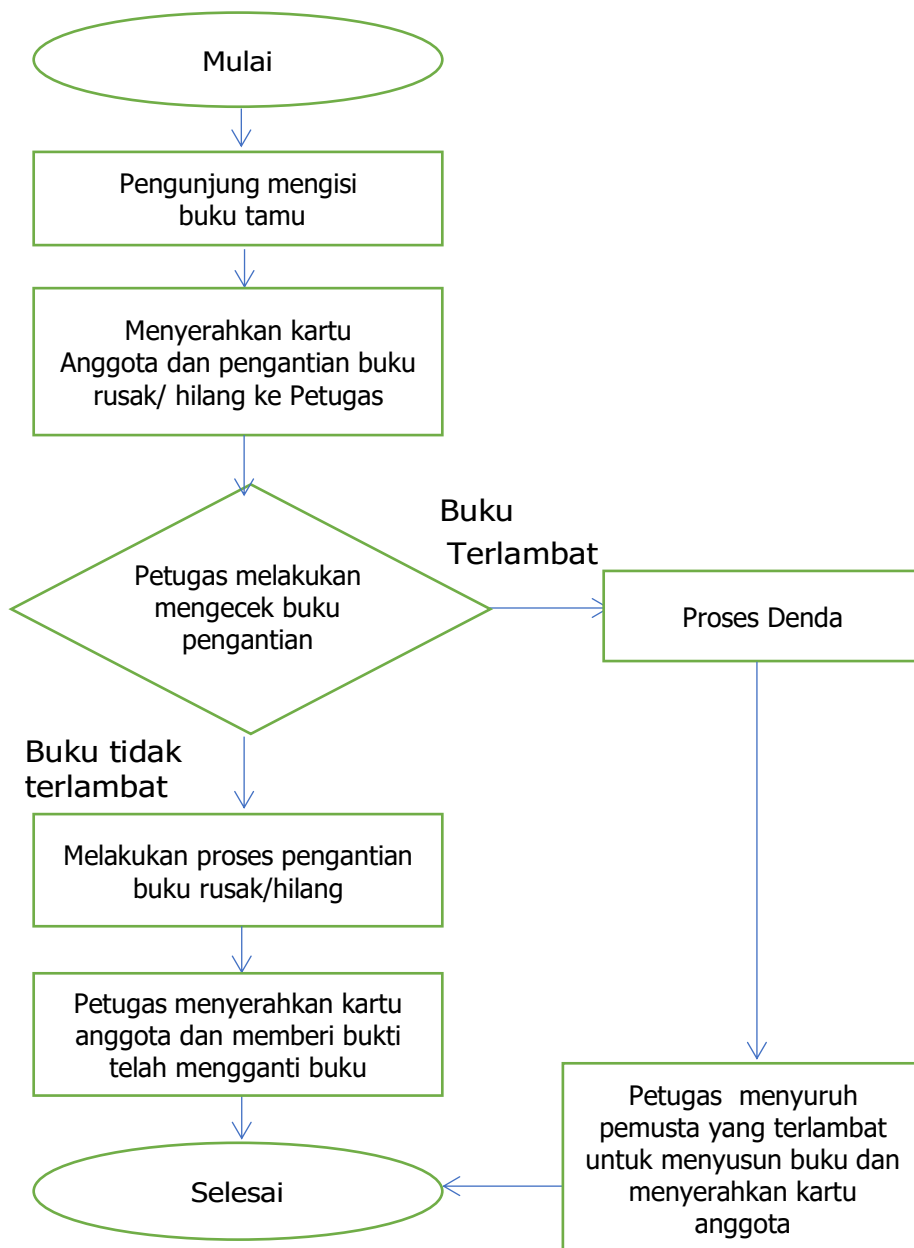 Mulai
Pengunjung mengisi
buku tamu
Menyerahkan kartu
Anggota dan pengantian buku
rusak/ hilang ke Petugas
Petugas melakukan
mengecek buku
pengantian
Buku
Terlambat
Proses Denda
Buku tidak
terlambat
Melakukan proses pengantian
buku rusak/hilang
Petugas menyerahkan kartu
anggota dan memberi bukti
telah mengganti buku
Petugas menyuruh
pemusta yang terlambat
untuk menyusun buku dan
menyerahkan kartu
anggota
Selesai